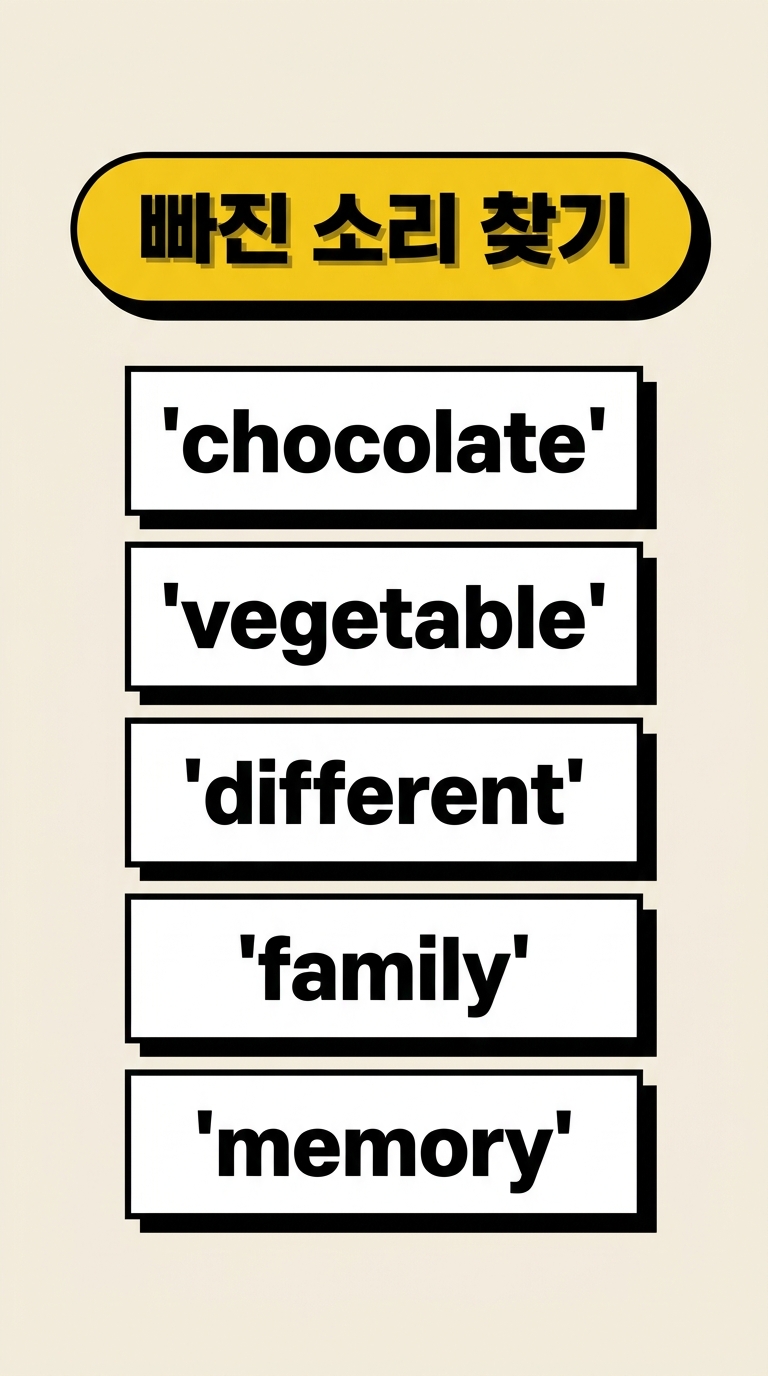 빠진 소리 찾기
'chocolate'
'vegetable'
'different'
'family'
'memory'